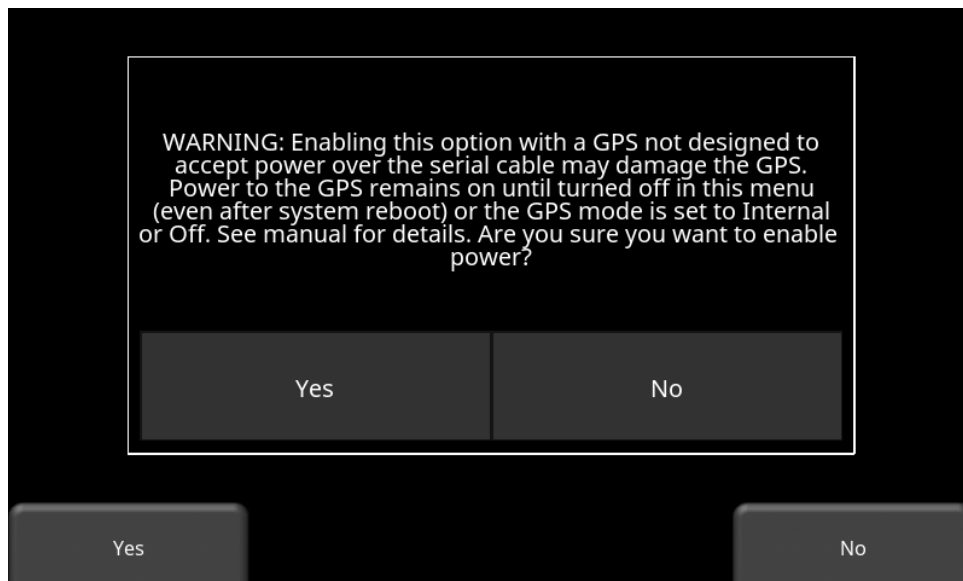 WARNING: Enabling this option with a GPS not designed to
accept power over the serial cable may damage the GPS.
Power to the GPS remains on until turned off in this menu
(even after system reboot) or the GPS mode is set to Internal
or Off. See manual for details. Are you sure you want to enable
power?
Yes
No
Yes
No